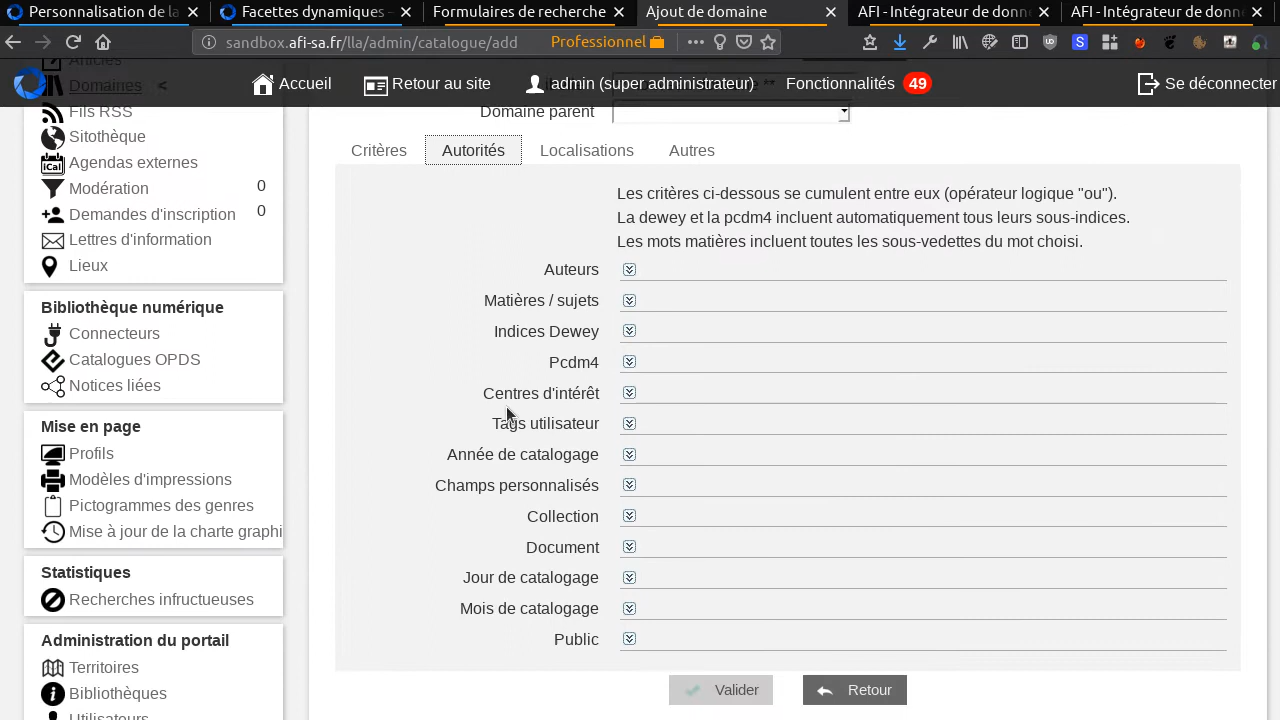 Personnalisation de la
Facettes dynamiques –
Formulaires de recherche
Ajout de domaine
AFI - Intégrateur de donn
AFI - Intégrateur de donn
sandbox.afi-sa.fr/lla/admin/catalogue/add
Professionnel
Accueil
Retour au site
admin (super administrateur)
Fonctionnalités 49
Se déconnecter
Articles
Domaines <
Fils RSS
Sitothèque
iCal Agendas externes
Modération 0
Demandes d'inscription 0
Lettres d'information
Lieux
Bibliothèque numérique
Connecteurs
Catalogues OPDS
Notices liées
Mise en page
Profils
Modèles d'impressions
Pictogrammes des genres
Mise à jour de la charte graphi
Statistiques
Recherches infructueuses
Administration du portail
Territoires
Bibliothèques
Utilisateurs
Domaine parent
Critères
Autorités
Localisations
Autres
Les critères ci-dessous se cumulent entre eux (opérateur logique "ou").
La dewey et la pcdm4 incluent automatiquement tous leurs sous-indices.
Les mots matières incluent toutes les sous-vedettes du mot choisi.
Auteurs
Matières / sujets
Indices Dewey
Pcdm4
Centres d'intérêt
Tags utilisateur
Année de catalogage
Champs personnalisés
Collection
Document
Jour de catalogage
Mois de catalogage
Public
Valider
Retour